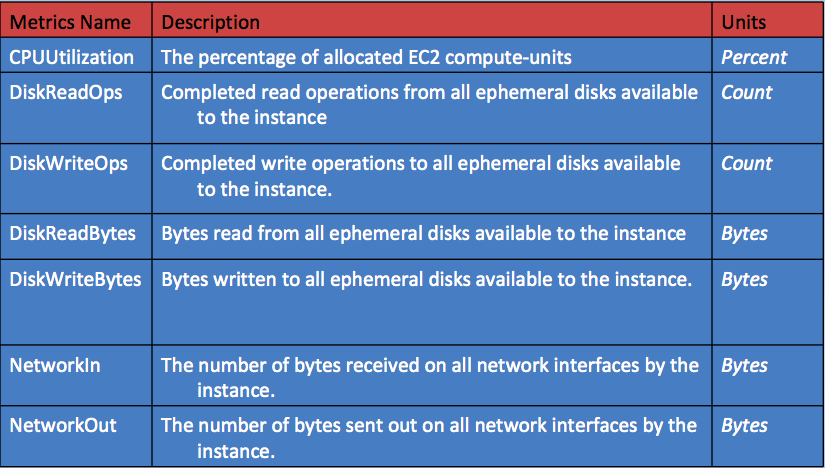 Metrics Name Description Units
CPUUtilization The percentage of allocated EC2 compute-units Percent
DiskReadOps Completed read operations from all ephemeral disks available Count
to the instance
DiskWriteOps Completed write operations to all ephemeral disks available Count
to the instance.
DiskReadBytes Bytes read from all ephemeral disks available to the instance Bytes
DiskWriteBytes Bytes written to all ephemeral disks available to the instance. Bytes
NetworkIn The number of bytes received on all network interfaces by the Bytes
instance.
NetworkOut The number of bytes sent out on all network interfaces by the Bytes
instance.